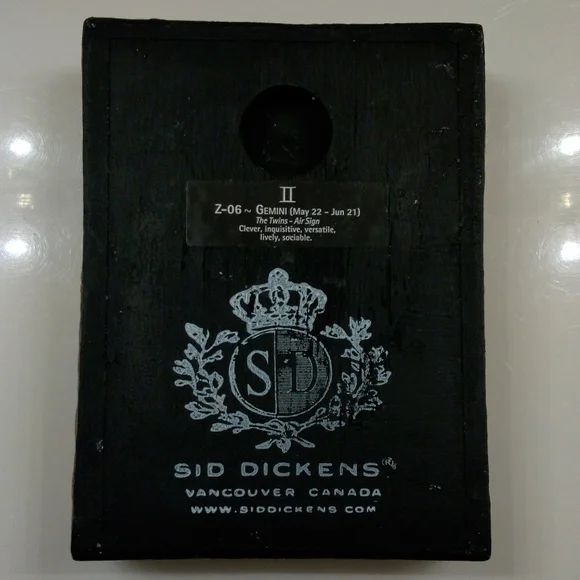 II
Z-06 ~ GEMINI (May 22 - Jun 21)
The Twins - Air Sign
Clever, inquisitive, versatile,
lively, sociable.
SD
SID DICKENS
VANCOUVER CANADA
WWW.SIDDICKENS.COM